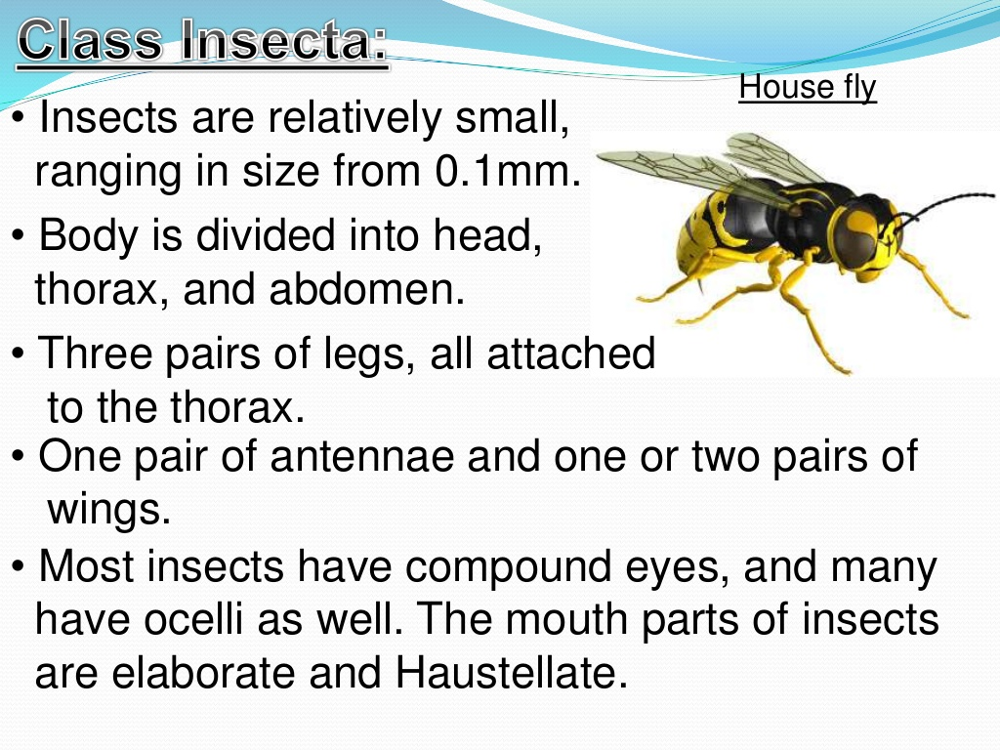 Class Insecta:
House fly
• Insects are relatively small,
ranging in size from 0.1mm.
• Body is divided into head,
thorax, and abdomen.
• Three pairs of legs, all attached
to the thorax.
• One pair of antennae and one or two pairs of
wings.
• Most insects have compound eyes, and many
have ocelli as well. The mouth parts of insects
are elaborate and Haustellate.